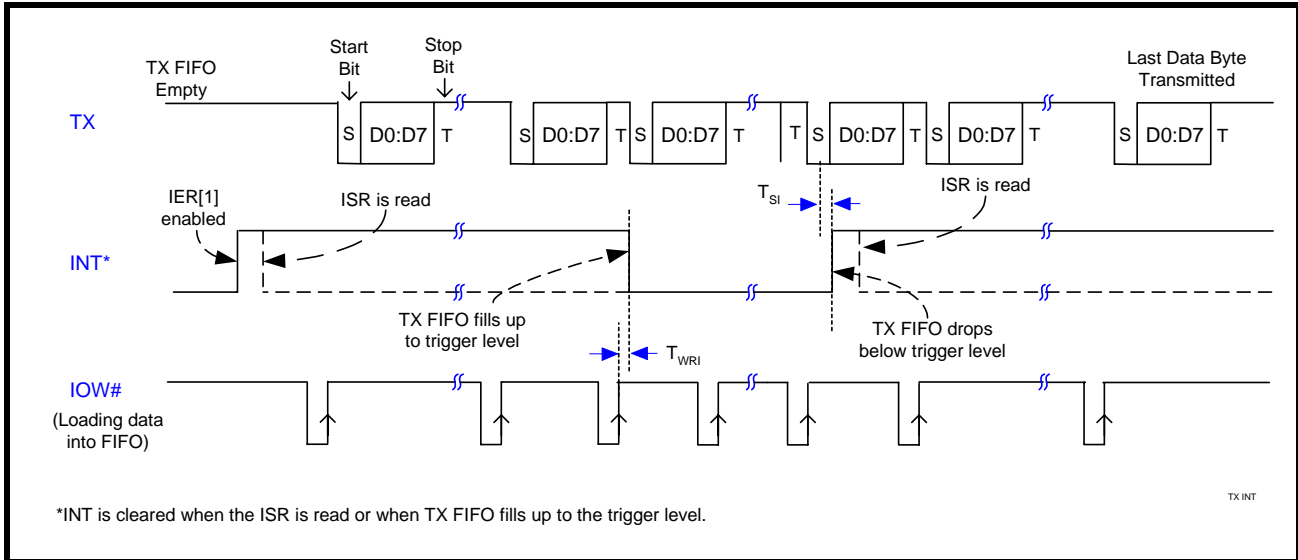 Start
Bit
Stop
Bit
TX FIFO
Empty
Last Data Byte
Transmitted
TX
S D0:D7 T S D0:D7 T S D0:D7 T T S D0:D7 T S D0:D7 T S D0:D7 T
IER[1]
enabled
ISR is read
TSI
ISR is read
INT*
TX FIFO fills up
to trigger level
TX FIFO drops
below trigger level
TWRI
IOW#
(Loading data
into FIFO)
*INT is cleared when the ISR is read or when TX FIFO fills up to the trigger level.
TX INT